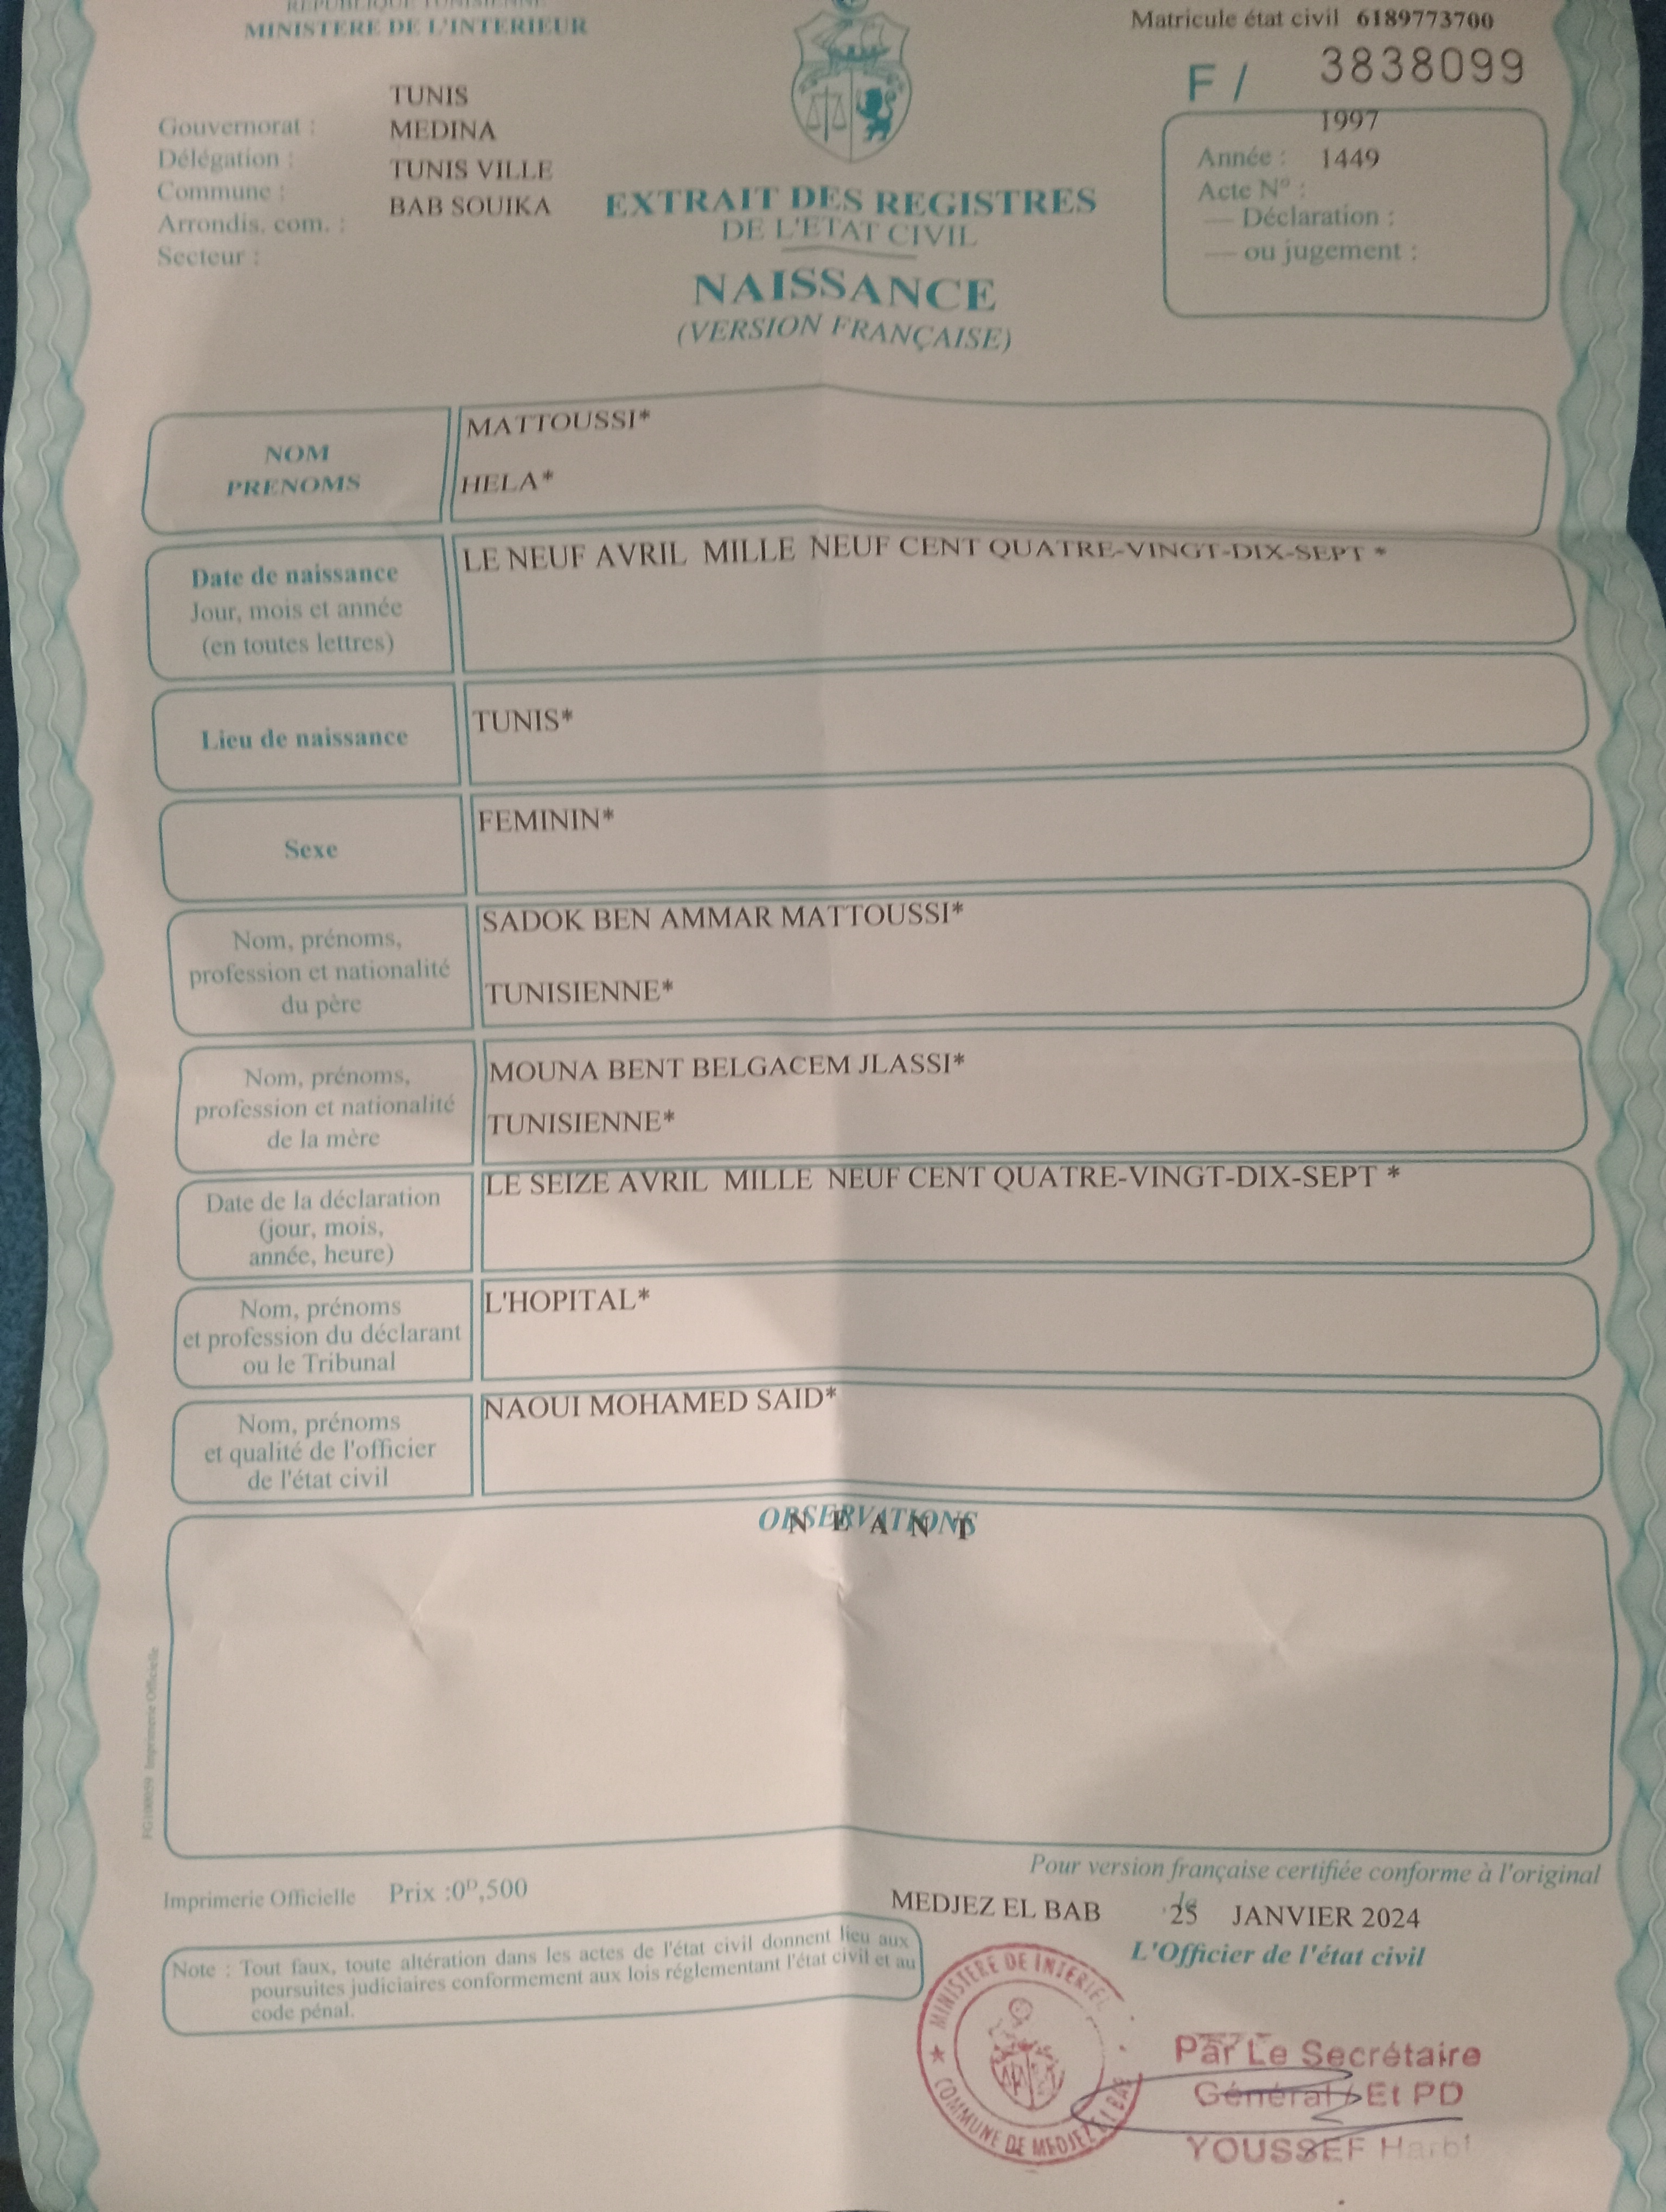 REPUBLIQUE TUNISIENNE
MINISTERE DE L'INTERIEUR
Matricule état civil 6189773700
F / 3838099
TUNIS
Gouvernorat : MEDINA
Délégation : TUNIS VILLE
Commune : BAB SOUIKA
Arrondis. com. :
Secteur :
EXTRAIT DES REGISTRES
DE L'ETAT CIVIL
NAISSANCE
(VERSION FRANÇAISE)
1997
Année : 1449
Acte N° :
— Déclaration :
— ou jugement :
NOM
PRENOMS
MATTOUSSI*
HELA*
Date de naissance
Jour, mois et année
(en toutes lettres)
LE NEUF AVRIL MILLE NEUF CENT QUATRE-VINGT-DIX-SEPT *
Lieu de naissance
TUNIS*
Sexe
FEMININ*
Nom, prénoms,
profession et nationalité
du père
SADOK BEN AMMAR MATTOUSSI*
TUNISIENNE*
Nom, prénoms,
profession et nationalité
de la mère
MOUNA BENT BELGACEM JLASSI*
TUNISIENNE*
Date de la déclaration
(jour, mois,
année, heure)
LE SEIZE AVRIL MILLE NEUF CENT QUATRE-VINGT-DIX-SEPT *
Nom, prénoms
et profession du déclarant
ou le Tribunal
L'HOPITAL*
Nom, prénoms
et qualité de l'officier
de l'état civil
NAOUI MOHAMED SAID*
OBSERVATIONS
N E A N T
FG100059 Imprimerie Officielle
Imprimerie Officielle Prix :0ᴰ,500
Pour version française certifiée conforme à l'original
MEDJEZ EL BAB le 25 JANVIER 2024
L'Officier de l'état civil
Note : Tout faux, toute altération dans les actes de l'état civil donnent lieu aux
poursuites judiciaires conformement aux lois réglementant l'état civil et au
code pénal.
MINISTERE DE INTERIEU
★ COMMUNE DE MEDJEZ EL BAB
Par Le Secrétaire
Général / Et PD
YOUSSEF Harbi